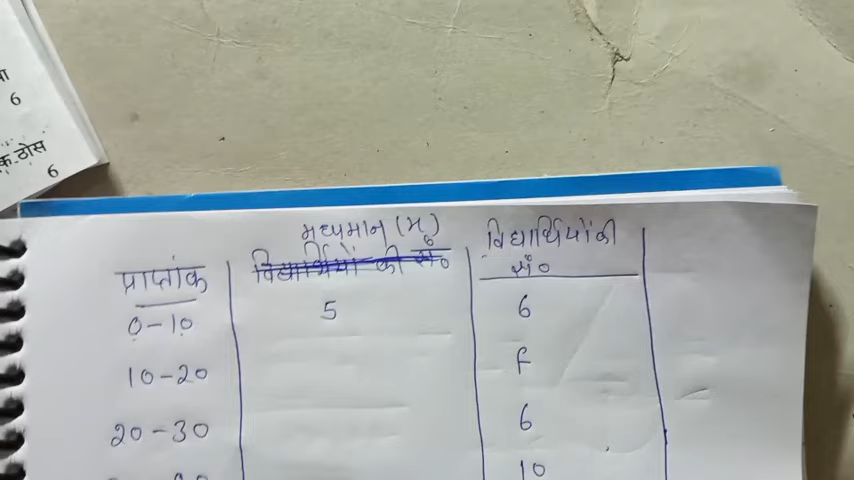 6
क ठोस
6
मध्यमान (म
विद्यार्थियों की
प्राप्तांक विद्यार्थियों की सं० सं०
0-10 5 6
10-20 f
20-30 6
10